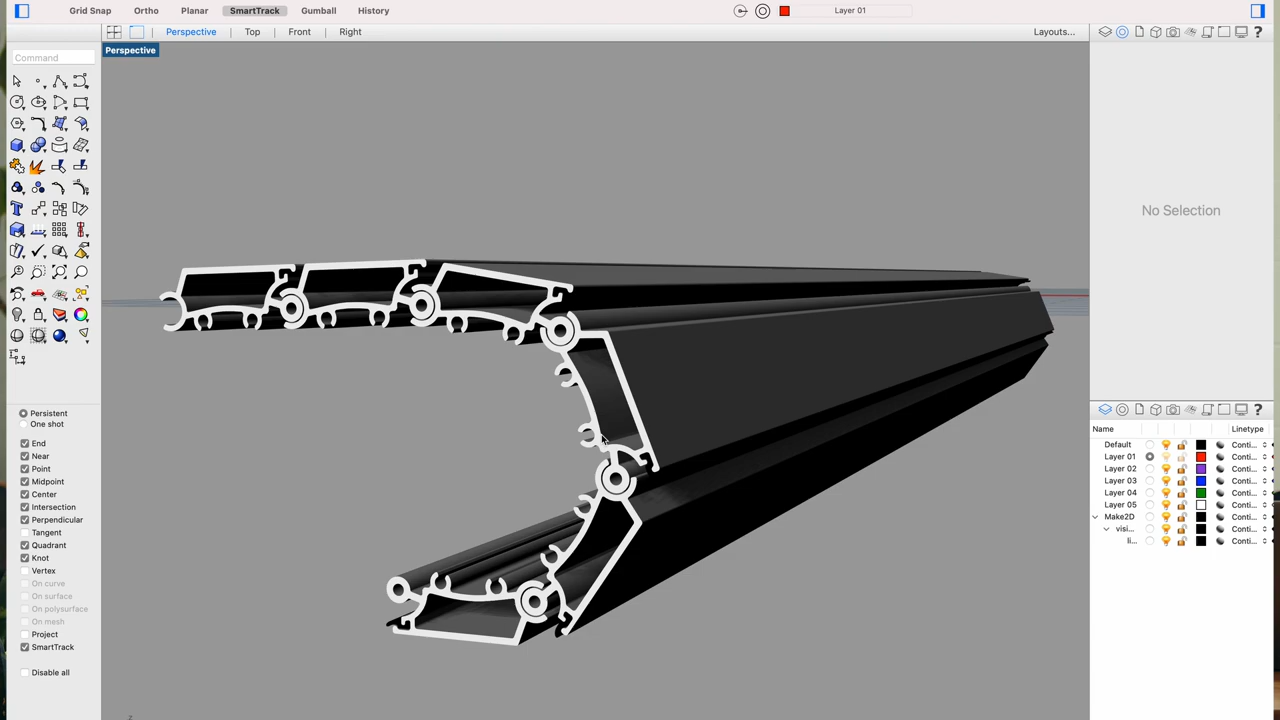 Grid Snap Ortho Planar SmartTrack Gumball History Layer 01
Perspective Top Front Right Layouts...
Perspective
Command
No Selection
Persistent
One shot
End
Near
Point
Midpoint
Center
Intersection
Perpendicular
Tangent
Quadrant
Knot
Vertex
On curve
On surface
On polysurface
On mesh
Project
SmartTrack
Disable all
Name Linetype
Default Conti...
Layer 01 Conti...
Layer 02 Conti...
Layer 03 Conti...
Layer 04 Conti...
Layer 05 Conti...
Make2D Conti...
visi... Conti...
li... Conti...
z